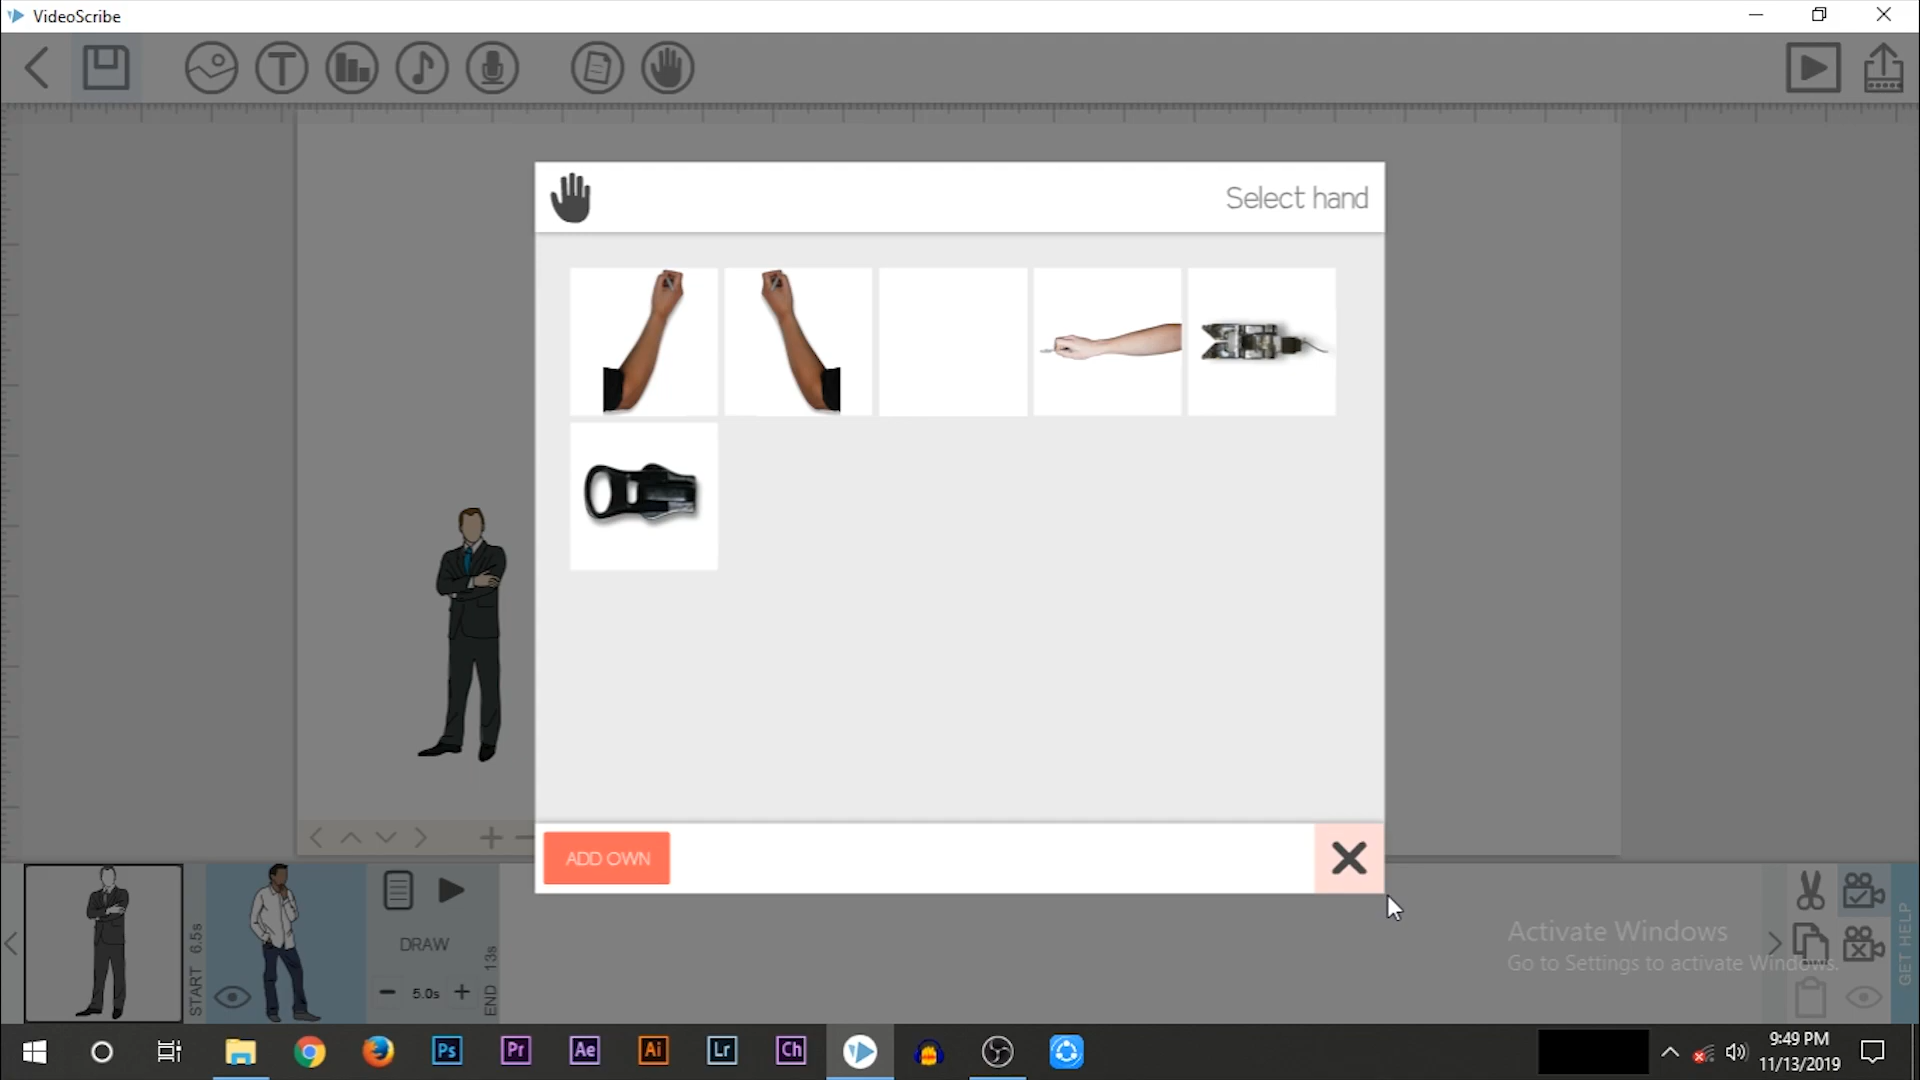 VideoScribe
Select hand
ADD OWN
START 6.5s
DRAW
5.0s
END 13s
GET HELP
Activate Windows
Go to Settings to activate Windows.
Ps
Pr
Ae
Ai
Lr
Ch
9:49 PM
11/13/2019